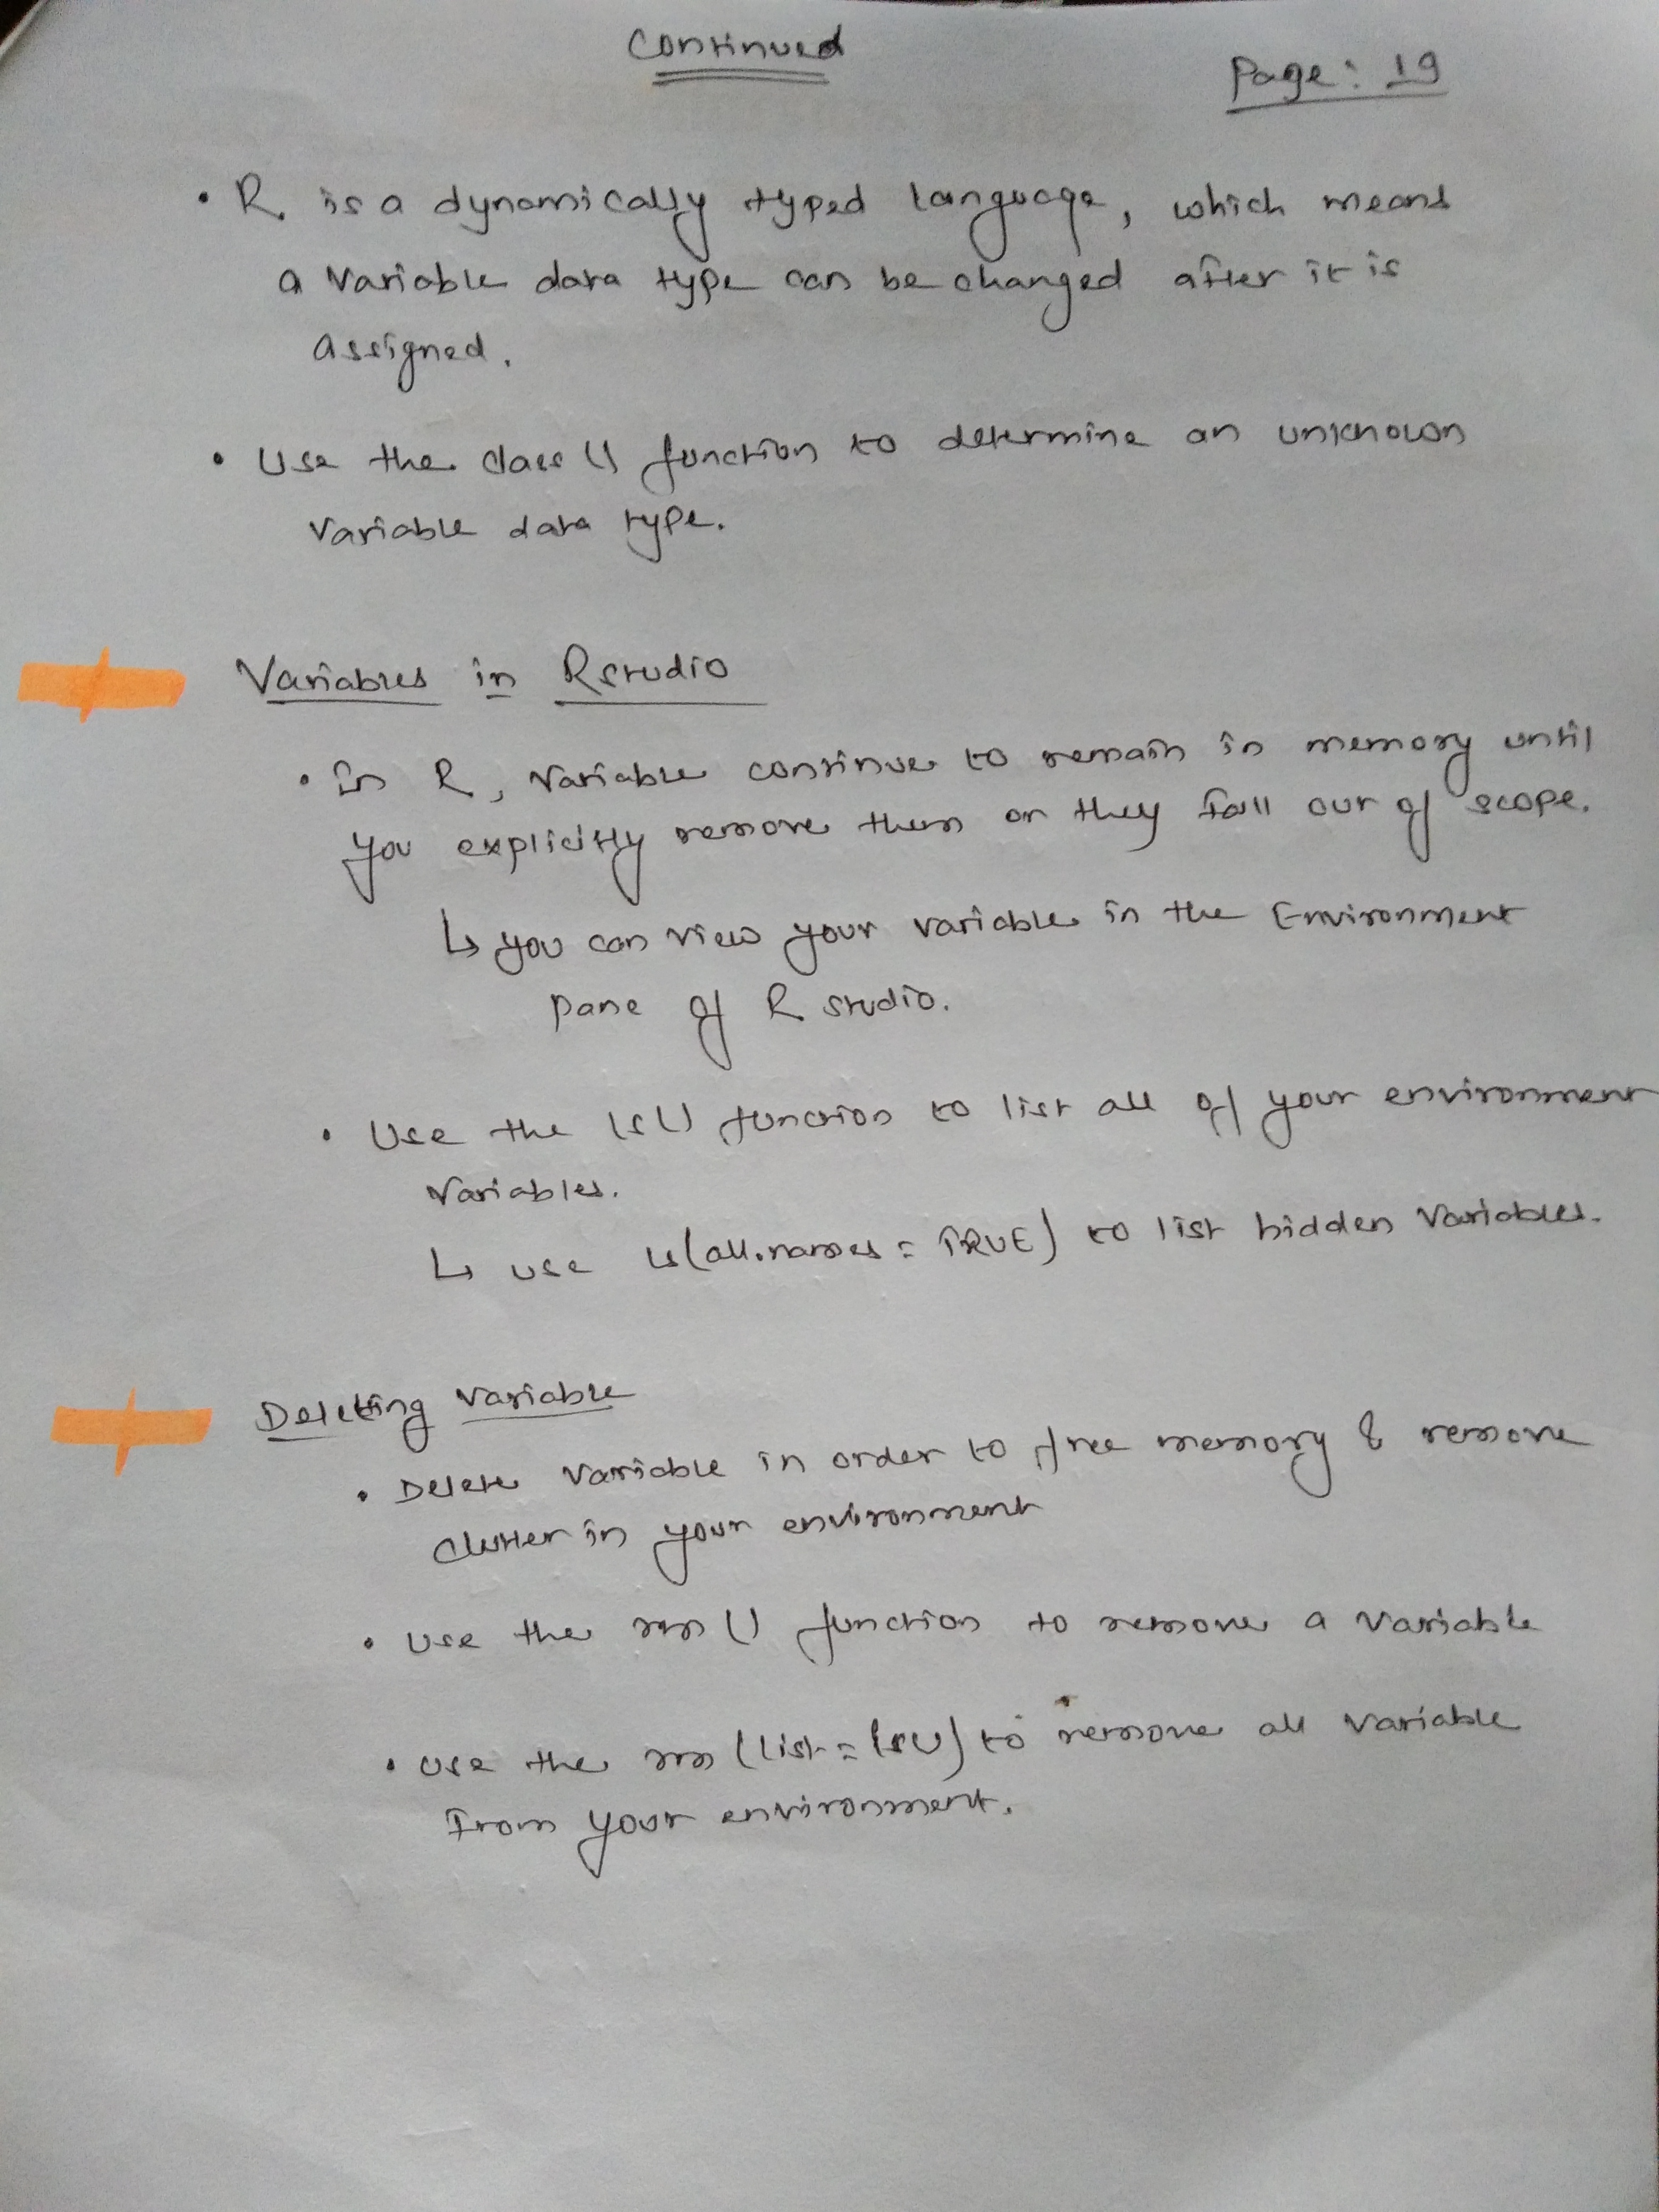 Continued
Page: 19
• R is a dynamically typed language, which means
a variable data type can be changed after it is
assigned.
• Use the class () function to determine an unknown
variable data type.
Variables in Rstudio
• In R, variable continue to remain in memory until
you explicitly remove them or they fall out of scope.
↳ you can view your variable in the Environment
pane of R studio.
• Use the ls() function to list all of your environment
variables.
↳ use ls(all.names = TRUE) to list hidden variables.
Deleting variable
• Delete variable in order to free memory & remove
clutter in your environment
• Use the rm () function to remove a variable
• Use the rm (list = ls()) to remove all variable
from your environment.